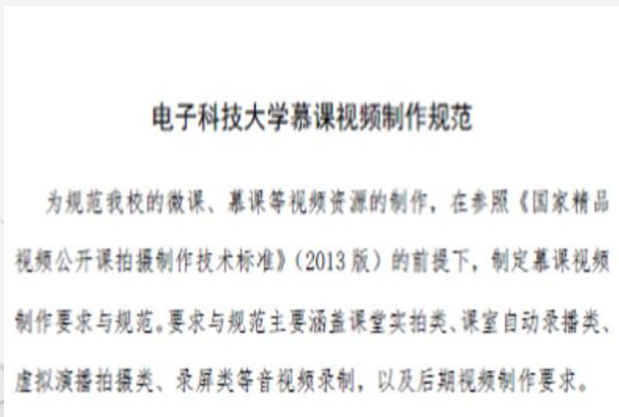 电子科技大学慕课视频制作规范
为规范我校的微课、慕课等视频资源的制作，在参照《国家精品
视频公开课拍摄制作技术标准》（2013 版）的前提下，制定慕课视频
制作要求与规范。要求与规范主要涵盖课堂实拍类、课室自动录播类、
虚拟演播拍摄类、录屏类等音视频录制，以及后期视频制作要求。